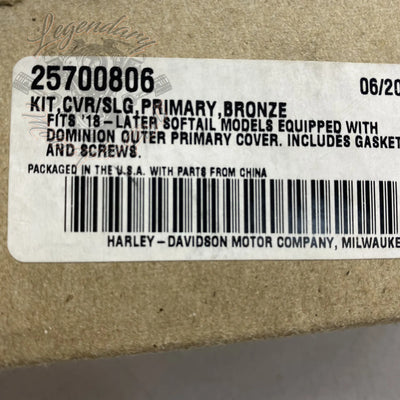 Legendary
25700806 06/20
KIT,CVR/SLG,PRIMARY,BRONZE
FITS '18-LATER SOFTAIL MODELS EQUIPPED WITH
DOMINION OUTER PRIMARY COVER. INCLUDES GASKET
AND SCREWS.
PACKAGED IN THE U.S.A. WITH PARTS FROM CHINA
HARLEY-DAVIDSON MOTOR COMPANY, MILWAUKE